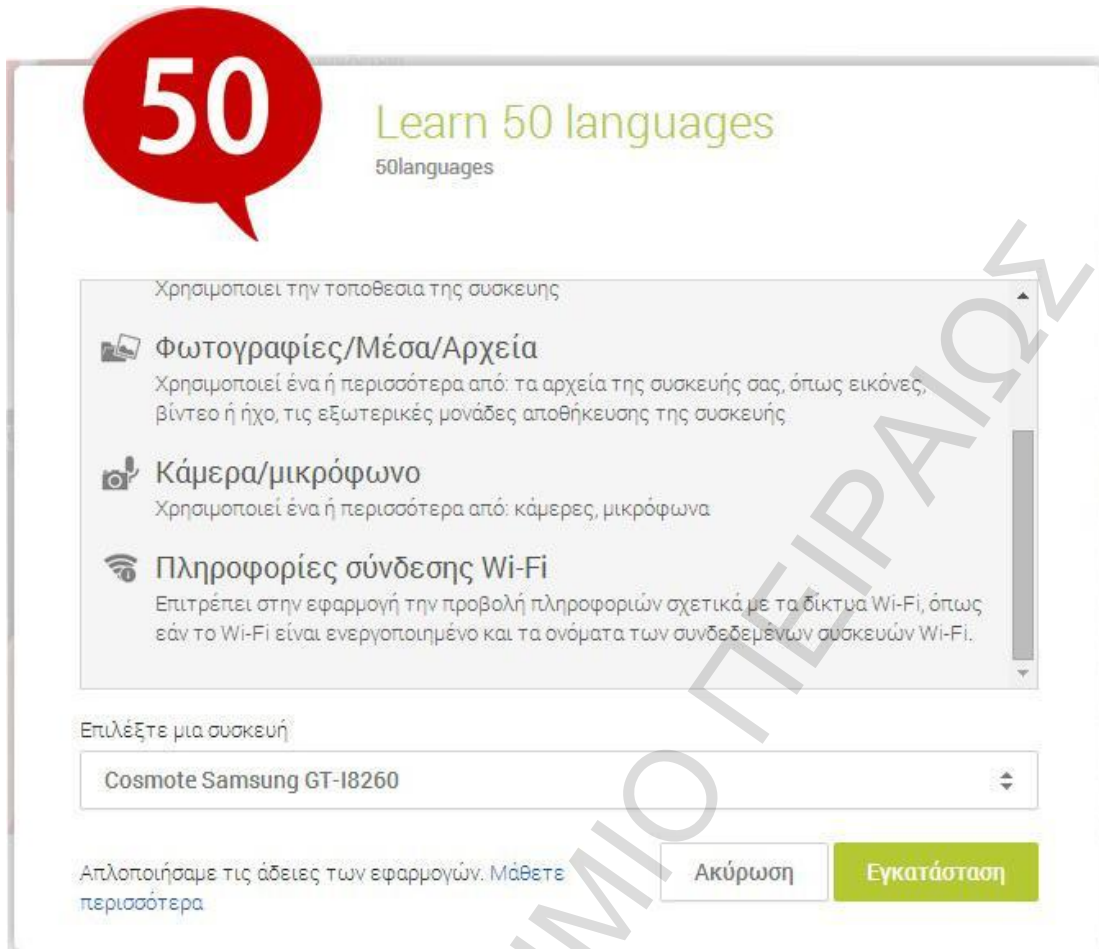 50
Learn 50 languages
50languages
Χρησιμοποιεί την τοποθεσία της συσκευής
Φωτογραφίες/Μέσα/Αρχεία
Χρησιμοποιεί ένα ή περισσότερα από: τα αρχεία της συσκευής σας, όπως εικόνες,
βίντεο ή ήχο, τις εξωτερικές μονάδες αποθήκευσης της συσκευής
Κάμερα/μικρόφωνο
Χρησιμοποιεί ένα ή περισσότερα από: κάμερες, μικρόφωνα
Πληροφορίες σύνδεσης Wi-Fi
Επιτρέπει στην εφαρμογή την προβολή πληροφοριών σχετικά με τα δίκτυα Wi-Fi, όπως
εάν το Wi-Fi είναι ενεργοποιημένο και τα ονόματα των συνδεδεμένων συσκευών Wi-Fi.
Επιλέξτε μια συσκευή
Cosmote Samsung GT-I8260
Απλοποιήσαμε τις άδειες των εφαρμογών. Μάθετε
περισσότερα
Ακύρωση
Εγκατάσταση
ΜΙΟ ΠΕΙΡΑΙΩΣ